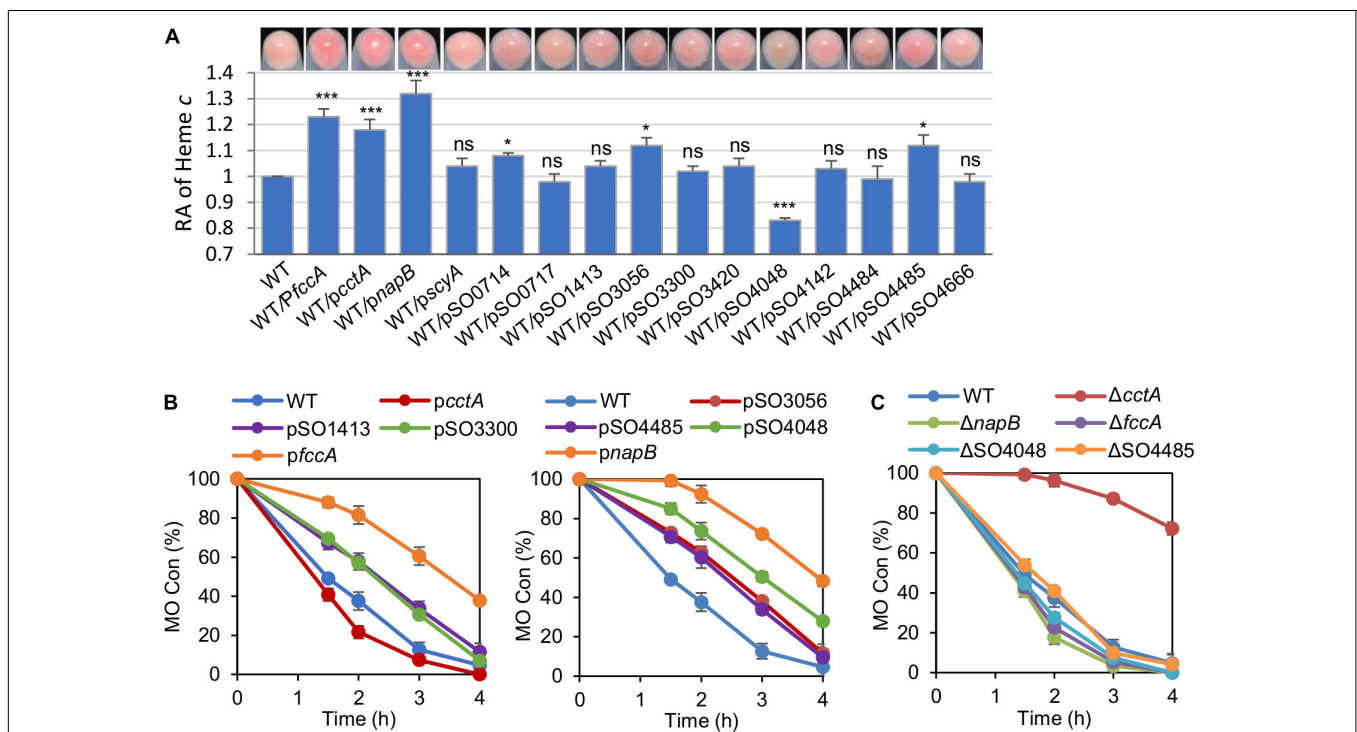 A
1.4
1.3
1.2
1.1
1
0.9
0.8
0.7
RA of Heme c
*** *** *** ns * ns ns * ns ns *** ns ns * ns
WT
WT/PfccA
WT/pcctA
WT/pnapB
WT/pscyA
WT/pSO0714
WT/pSO0717
WT/pSO1413
WT/pSO3056
WT/pSO3300
WT/pSO3420
WT/pSO4048
WT/pSO4142
WT/pSO4484
WT/pSO4485
WT/pSO4666
B
WT pcctA
pSO1413 pSO3300
pfccA
100
80
60
40
20
0
MO Con (%)
0 1 2 3 4
Time (h)
WT pSO3056
pSO4485 pSO4048
pnapB
100
80
60
40
20
0
MO Con (%)
0 1 2 3 4
Time (h)
C
WT ΔcctA
ΔnapB ΔfccA
ΔSO4048 ΔSO4485
100
80
60
40
20
0
MO Con (%)
0 1 2 3 4
Time (h)